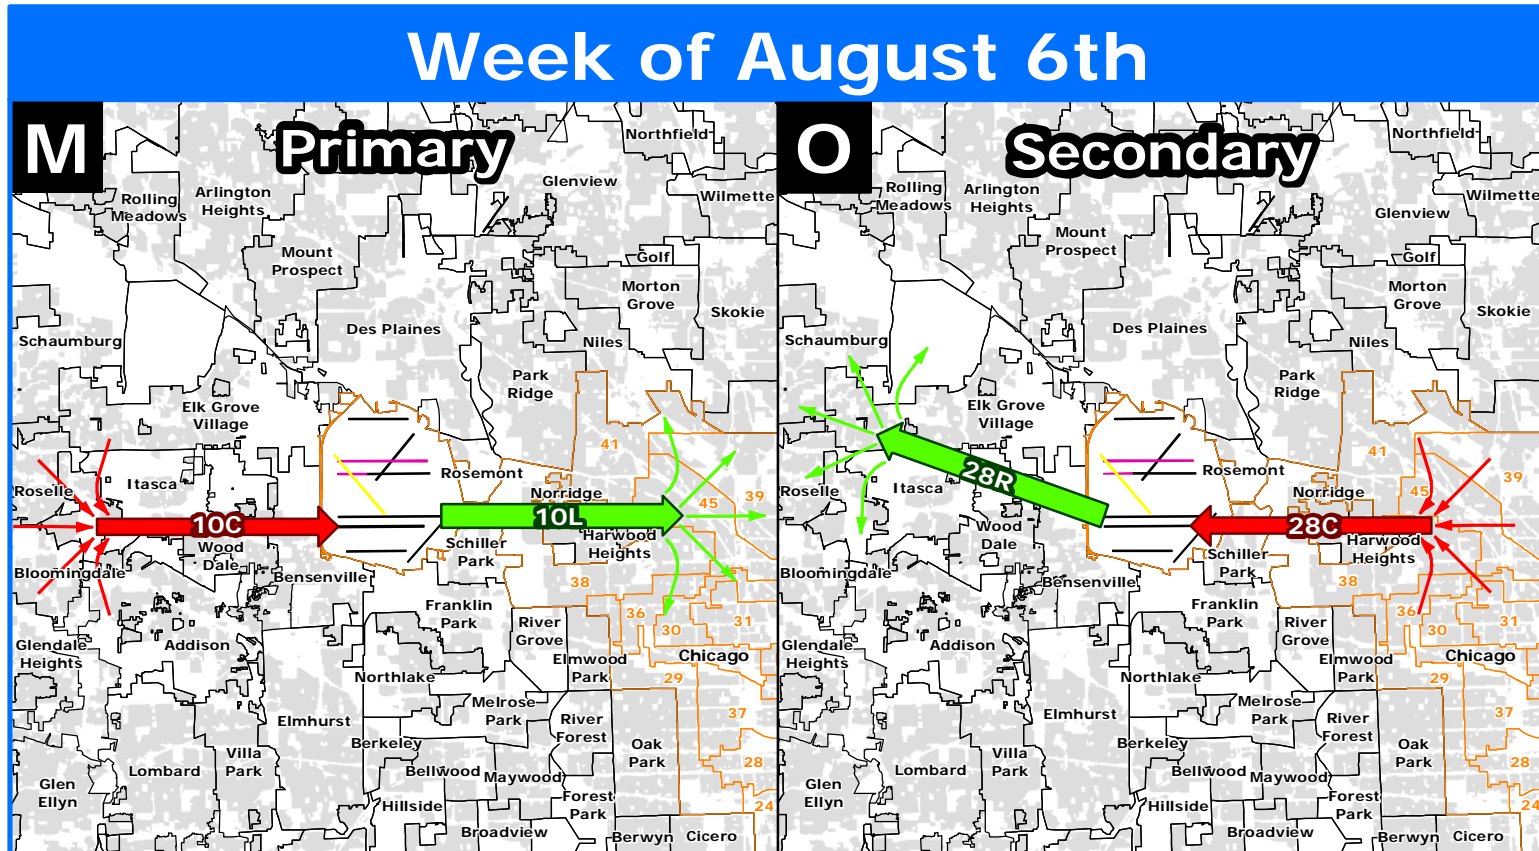 Week of August 6th
M
Primary
Northfield
Glenview
Wilmette
Arlington
Heights
Rolling
Meadows
Mount
Prospect
Golf
Morton
Grove
Skokie
Des Plaines
Schaumburg
Niles
Park
Ridge
Elk Grove
Village
41
Rosemont
Roselle
Itasca
Norridge
45
39
10C
10L
Wood
Dale
Harwood
Heights
Schiller
Park
Bloomingdale
Bensenville
38
Franklin
Park
36
30
31
River
Grove
Glendale
Heights
Addison
Elmwood
Park
Chicago
Northlake
29
Melrose
Park
37
Elmhurst
River
Forest
Berkeley
Oak
Park
Villa
Park
Lombard
Bellwood
Maywood
28
Glen
Ellyn
Forest
Park
Hillside
24
Broadview
Berwyn
Cicero
O
Secondary
Northfield
Wilmette
Rolling
Meadows
Arlington
Heights
Glenview
Mount
Prospect
Golf
Morton
Grove
Skokie
Des Plaines
Schaumburg
Niles
Park
Ridge
Elk Grove
Village
41
28R
Rosemont
Roselle
Itasca
Norridge
45
39
Wood
Dale
28C
Harwood
Heights
Schiller
Park
Bloomingdale
Bensenville
38
Franklin
Park
36
30
31
River
Grove
Glendale
Heights
Addison
Elmwood
Park
Chicago
Northlake
29
Melrose
Park
37
Elmhurst
River
Forest
Berkeley
Oak
Park
Villa
Park
Lombard
Bellwood
Maywood
28
Glen
Ellyn
Forest
Park
Hillside
24
Broadview
Berwyn
Cicero